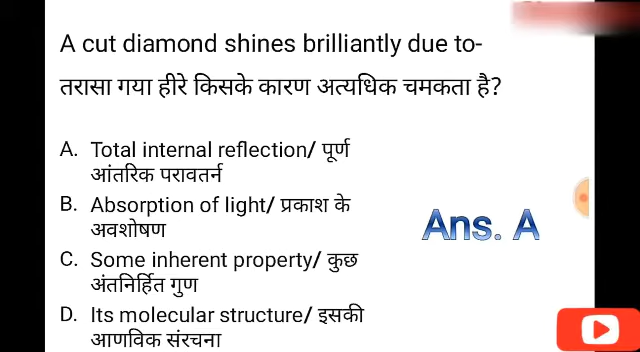 A cut diamond shines brilliantly due to-
तरासा गया हीरे किसके कारण अत्यधिक चमकता है?
A. Total internal reflection/ पूर्ण
आंतरिक परावतर्न
B. Absorption of light/ प्रकाश के
अवशोषण
Ans. A
C. Some inherent property/ कुछ
अंतनिर्हित गुण
D. Its molecular structure/ इसकी
आणविक संरचना